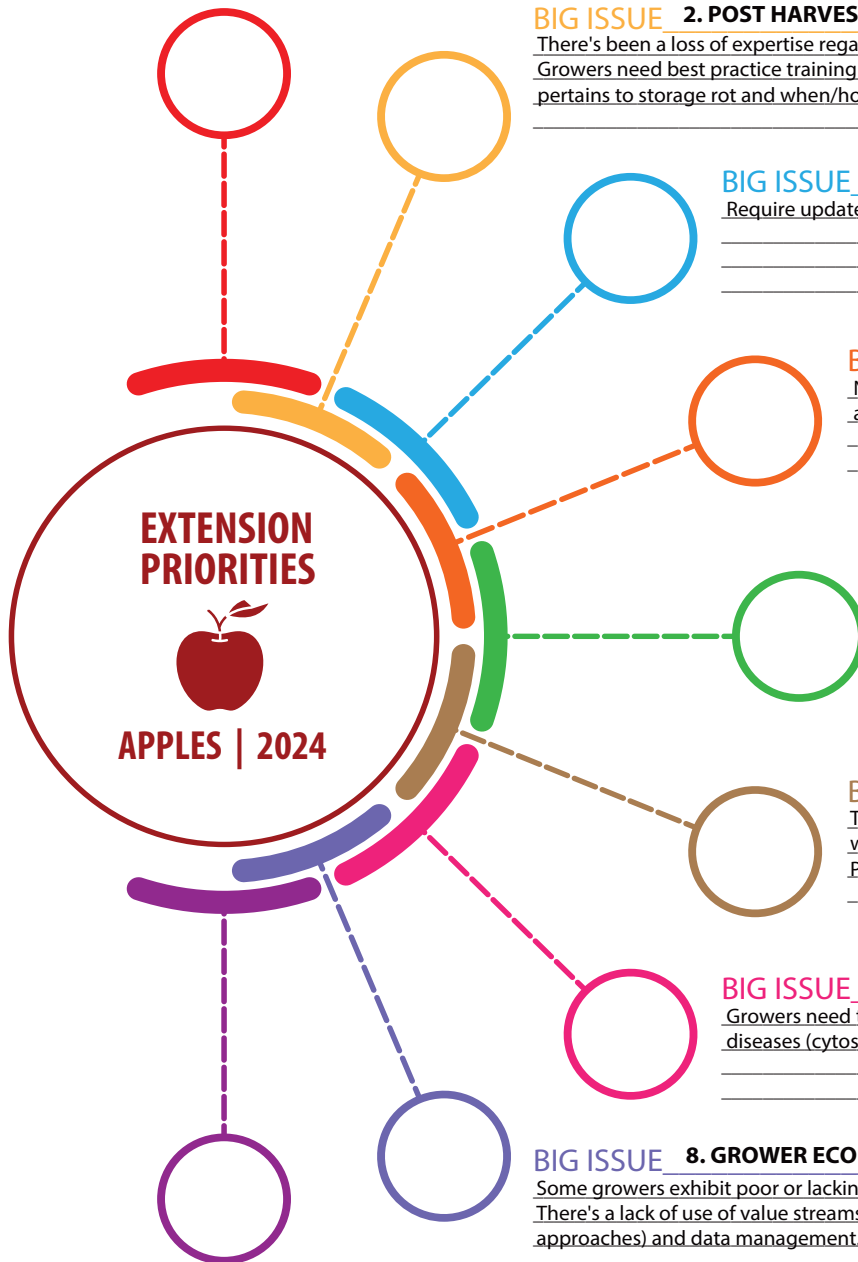 BIG ISSUE 2. POST HARVES
There's been a loss of expertise rega
Growers need best practice training
pertains to storage rot and when/ho
BIG ISSUE
Require update
EXTENSION
PRIORITIES
APPLES | 2024
T
P
BIG ISSUE
Growers need
diseases (cytos
BIG ISSUE 8. GROWER ECO
Some growers exhibit poor or lackin
There's a lack of use of value streams
approaches) and data management.